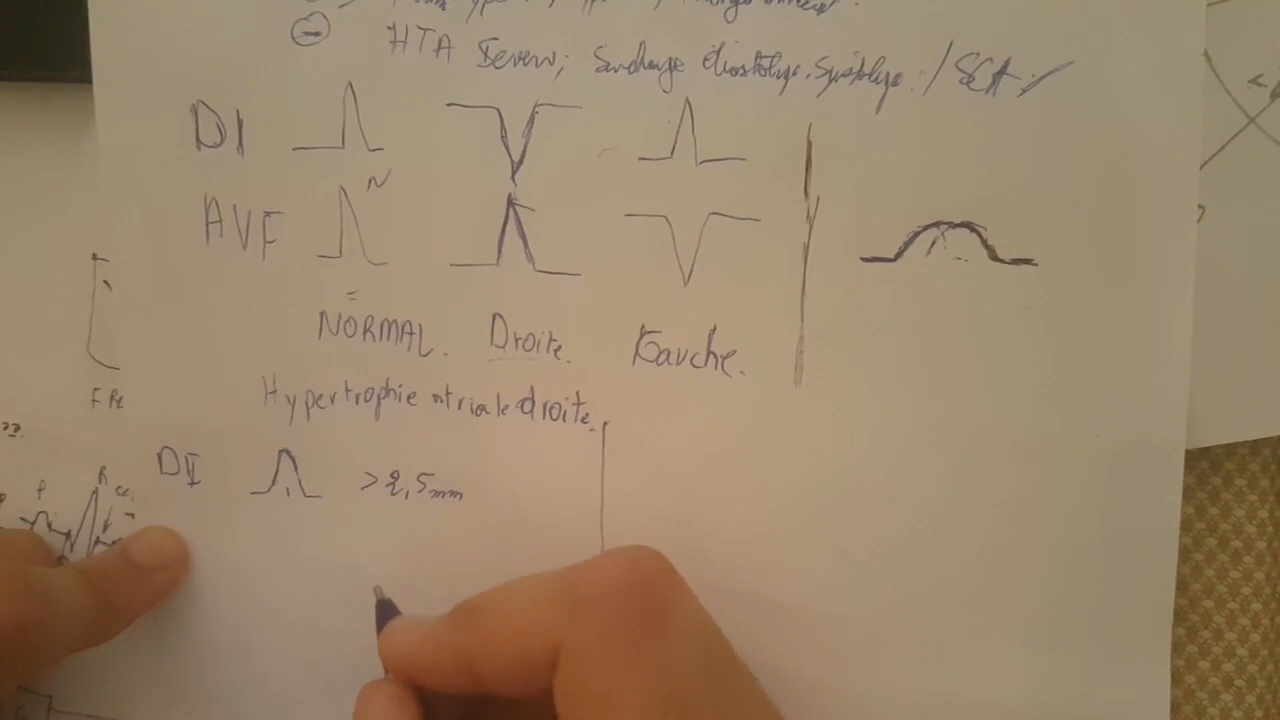 HTA Severe; Surcharge diastolique. Systolique. / SCA
DI
N
AVF
=
NORMAL. Droite. Gauche.
Hypertrophie atriale droite.
DII >2,5mm
P R